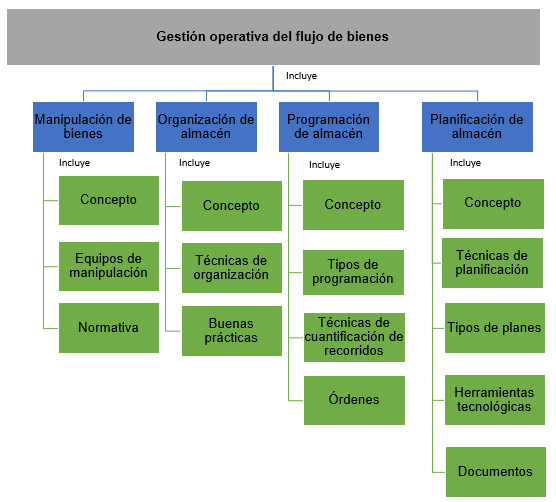 Gestión operativa del flujo de bienes
Incluye
Manipulación de
bienes
Organización de
almacén
Programación
de almacén
Planificación de
almacén
Incluye
Incluye
Incluye
Incluye
Concepto
Equipos de
manipulación
Normativa
Concepto
Técnicas de
organización
Buenas
prácticas
Concepto
Tipos de
programación
Técnicas de
cuantificación de
recorridos
Órdenes
Concepto
Técnicas de
planificación
Tipos de planes
Herramientas
tecnológicas
Documentos